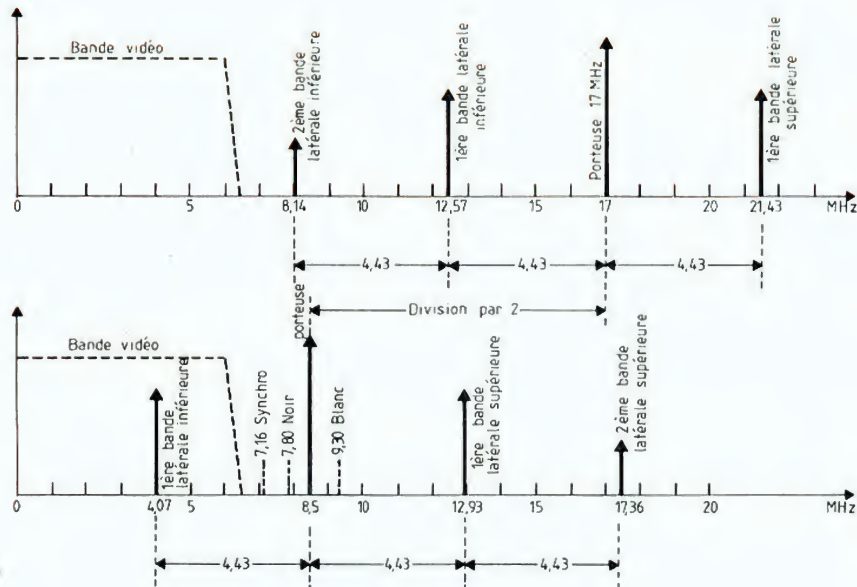 Bande vidéo
2ème bande
latérale inférieure
1ère bande latérale
inférieure
Porteuse 17 MHz
1ère bande latérale
supérieure
0
5
8,14
10
12,57
15
17
20
21,43
MHz
4,43
4,43
4,43
Division par 2
Bande vidéo
1ère bande
latérale inférieure
7,16 Synchro
7,80 Noir
porteuse
9,30 Blanc
1ère bande
latérale supérieure
2ème bande
latérale supérieure
0
4,07
5
8,5
10
12,93
15
17,36
20
MHz
4,43
4,43
4,43